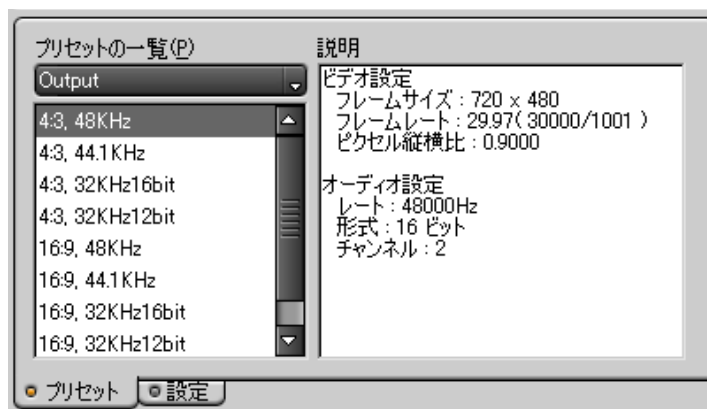 プリセットの一覧(P)
Output
4:3, 48KHz
4:3, 44.1KHz
4:3, 32KHz16bit
4:3, 32KHz12bit
16:9, 48KHz
16:9, 44.1KHz
16:9, 32KHz16bit
16:9, 32KHz12bit
説明
ビデオ設定
フレームサイズ : 720 x 480
フレームレート : 29.97( 30000/1001 )
ピクセル縦横比 : 0.9000
オーディオ設定
レート : 48000Hz
形式 : 16 ビット
チャンネル : 2
プリセット
設定